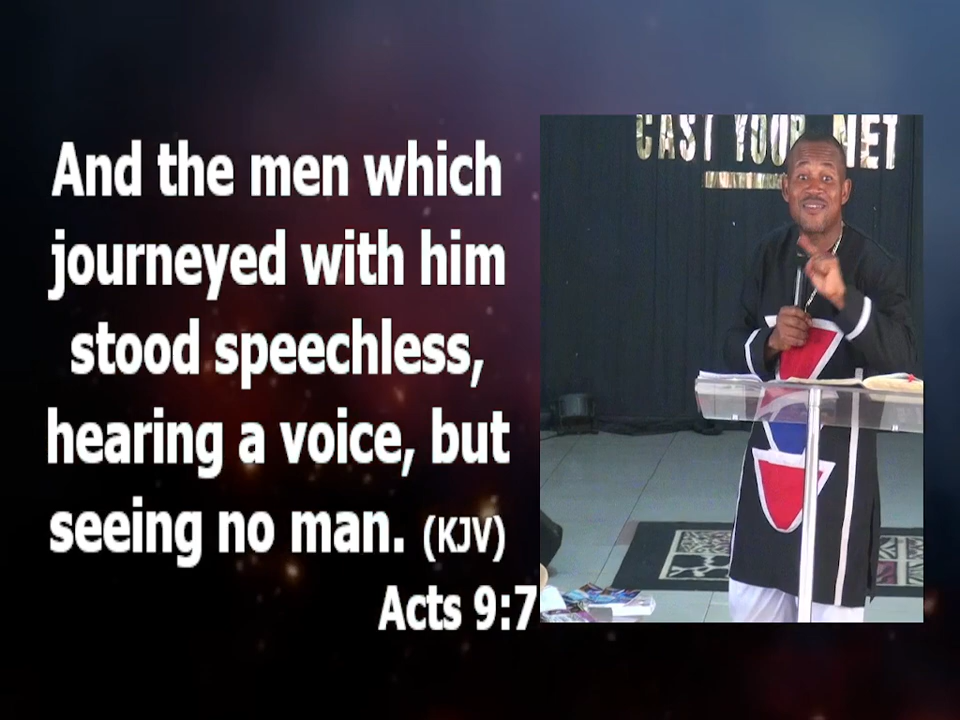 And the men which
journeyed with him
stood speechless,
hearing a voice, but
seeing no man. (KJV)
Acts 9:7
CAST YOUR NET